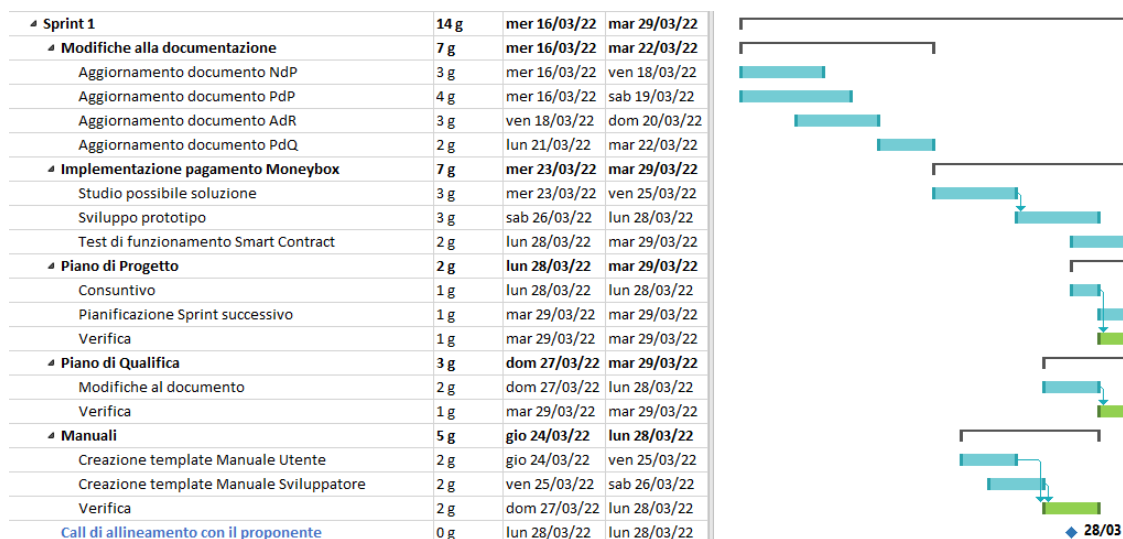 Sprint 1 14 g mer 16/03/22 mar 29/03/22
Modifiche alla documentazione 7 g mer 16/03/22 mar 22/03/22
Aggiornamento documento NdP 3 g mer 16/03/22 ven 18/03/22
Aggiornamento documento PdP 4 g mer 16/03/22 sab 19/03/22
Aggiornamento documento AdR 3 g ven 18/03/22 dom 20/03/22
Aggiornamento documento PdQ 2 g lun 21/03/22 mar 22/03/22
Implementazione pagamento Moneybox 7 g mer 23/03/22 mar 29/03/22
Studio possibile soluzione 3 g mer 23/03/22 ven 25/03/22
Sviluppo prototipo 3 g sab 26/03/22 lun 28/03/22
Test di funzionamento Smart Contract 2 g lun 28/03/22 mar 29/03/22
Piano di Progetto 2 g lun 28/03/22 mar 29/03/22
Consuntivo 1 g lun 28/03/22 lun 28/03/22
Pianificazione Sprint successivo 1 g mar 29/03/22 mar 29/03/22
Verifica 1 g mar 29/03/22 mar 29/03/22
Piano di Qualifica 3 g dom 27/03/22 mar 29/03/22
Modifiche al documento 2 g dom 27/03/22 lun 28/03/22
Verifica 1 g mar 29/03/22 mar 29/03/22
Manuali 5 g gio 24/03/22 lun 28/03/22
Creazione template Manuale Utente 2 g gio 24/03/22 ven 25/03/22
Creazione template Manuale Sviluppatore 2 g ven 25/03/22 sab 26/03/22
Verifica 2 g dom 27/03/22 lun 28/03/22
Call di allineamento con il proponente 0 g lun 28/03/22 lun 28/03/22 28/03